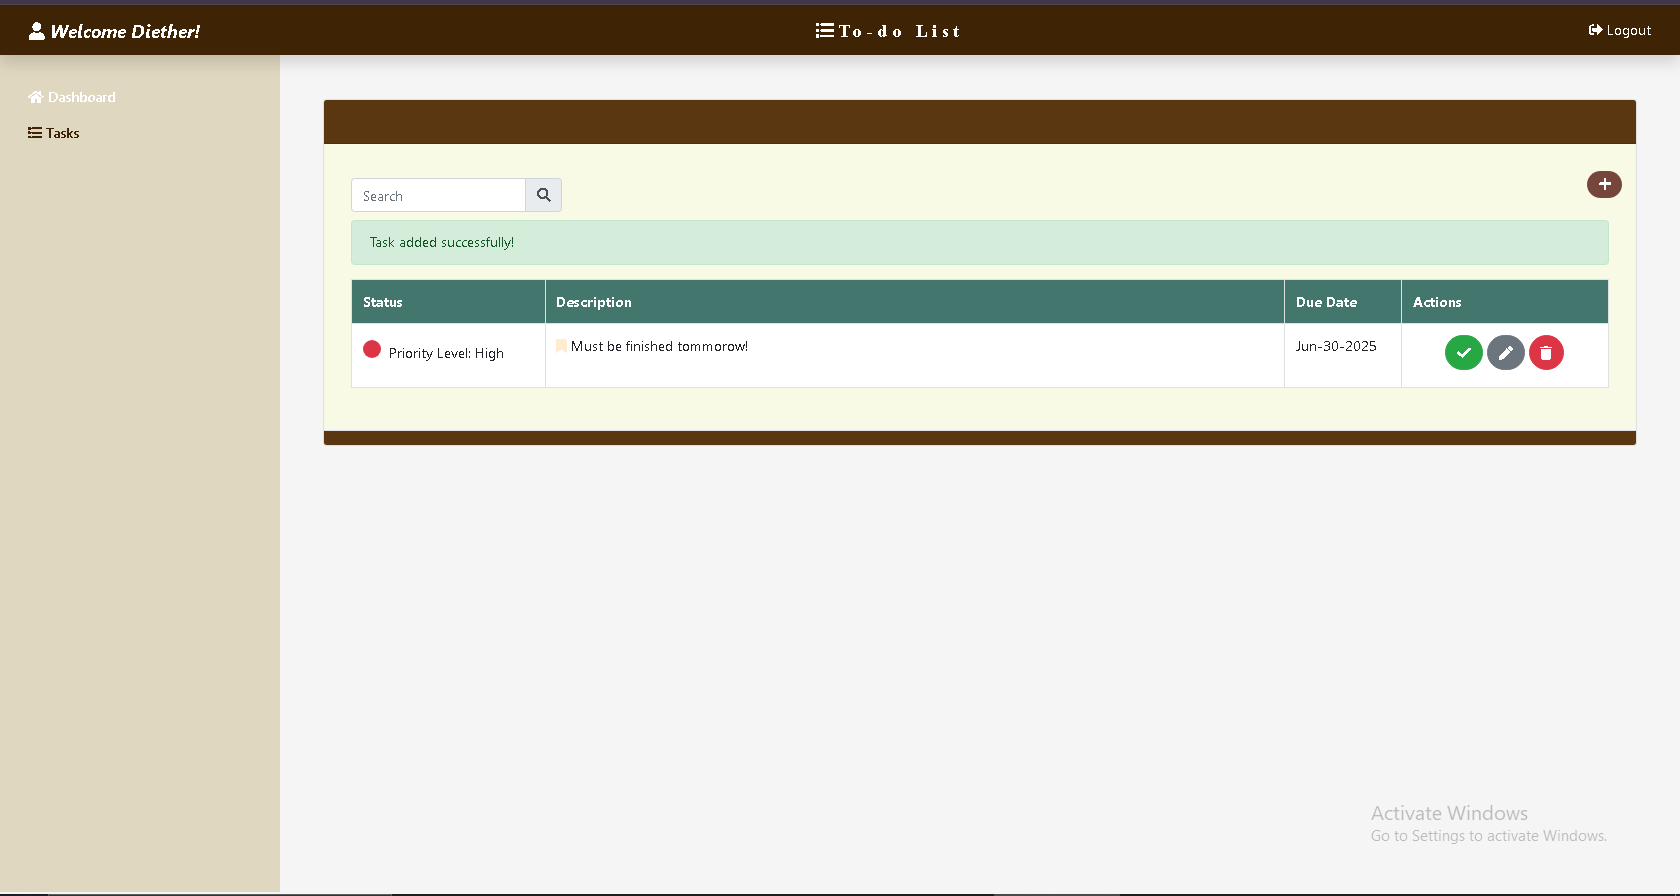 Welcome Diether!
To-do List
Logout
Dashboard
Tasks
Search
Task added successfully!
Status Description Due Date Actions
Priority Level: High Must be finished tommorow! Jun-30-2025
Activate Windows
Go to Settings to activate Windows.